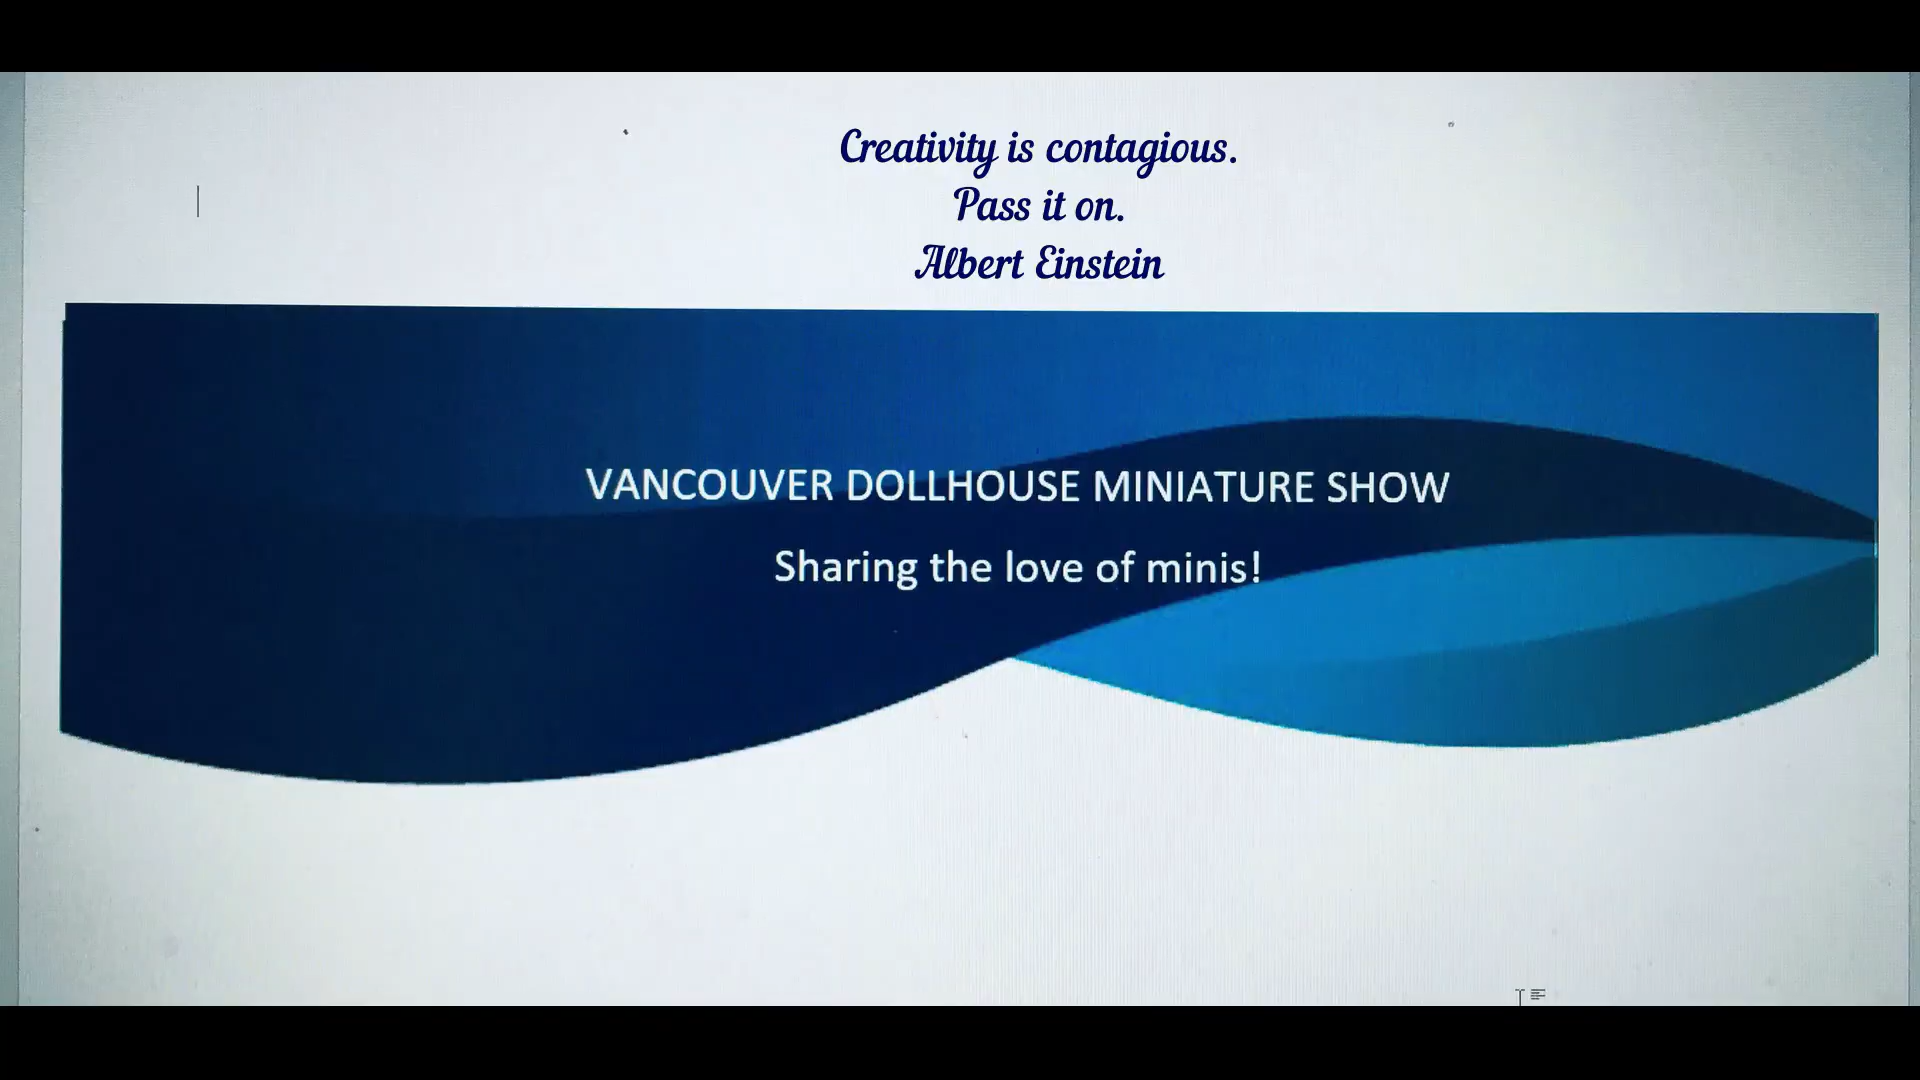 Creativity is contagious.
Pass it on.
Albert Einstein
VANCOUVER DOLLHOUSE MINIATURE SHOW
Sharing the love of minis!